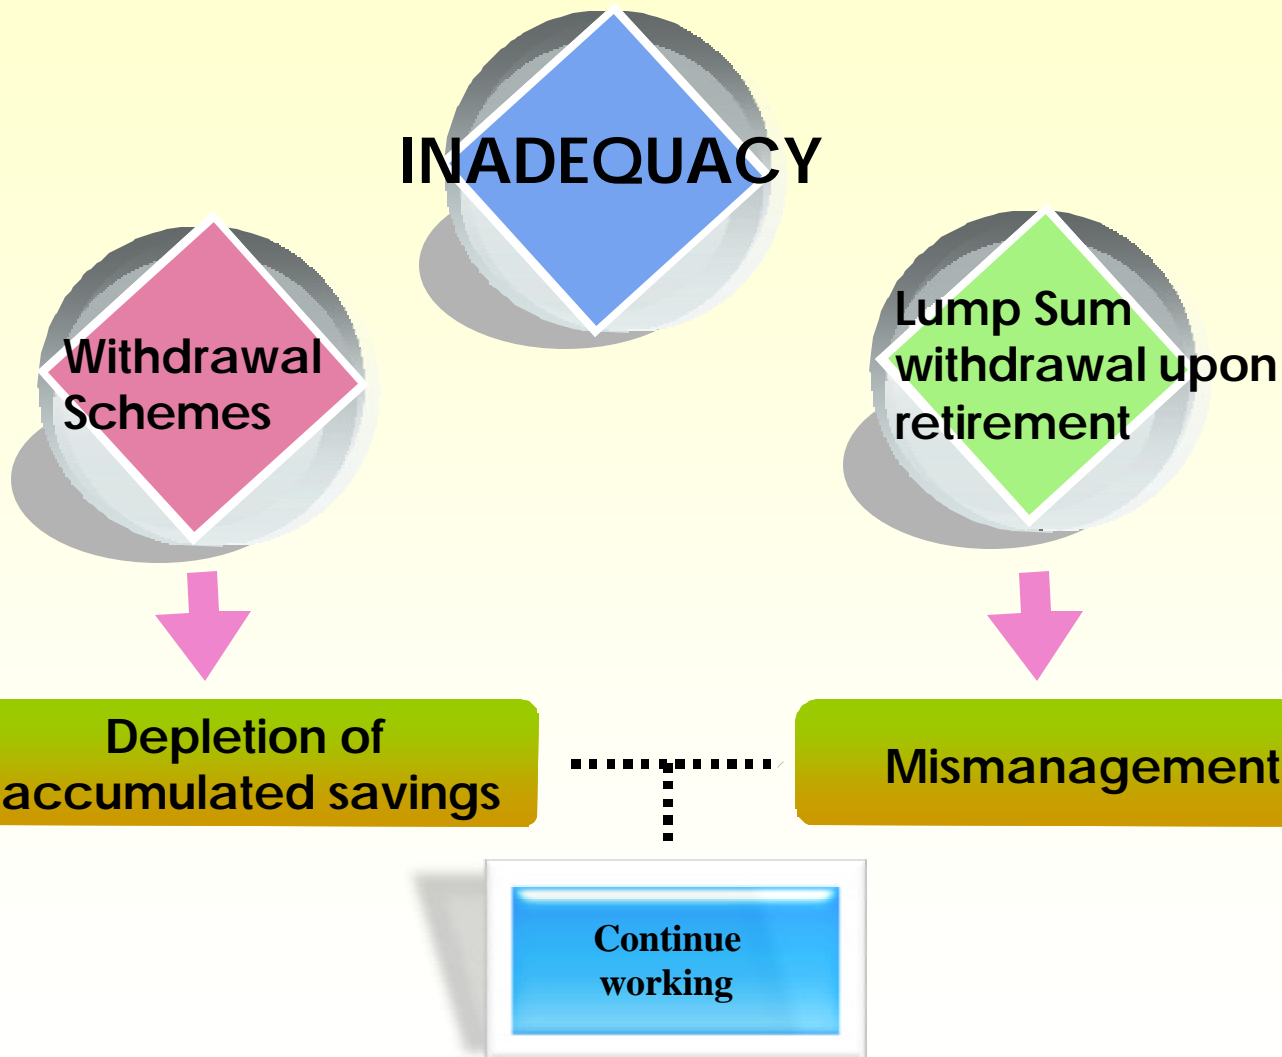 INADEQUACY
Withdrawal
Schemes
Lump Sum
withdrawal upon
retirement
Depletion of
accumulated savings
Mismanagement
Continue
working